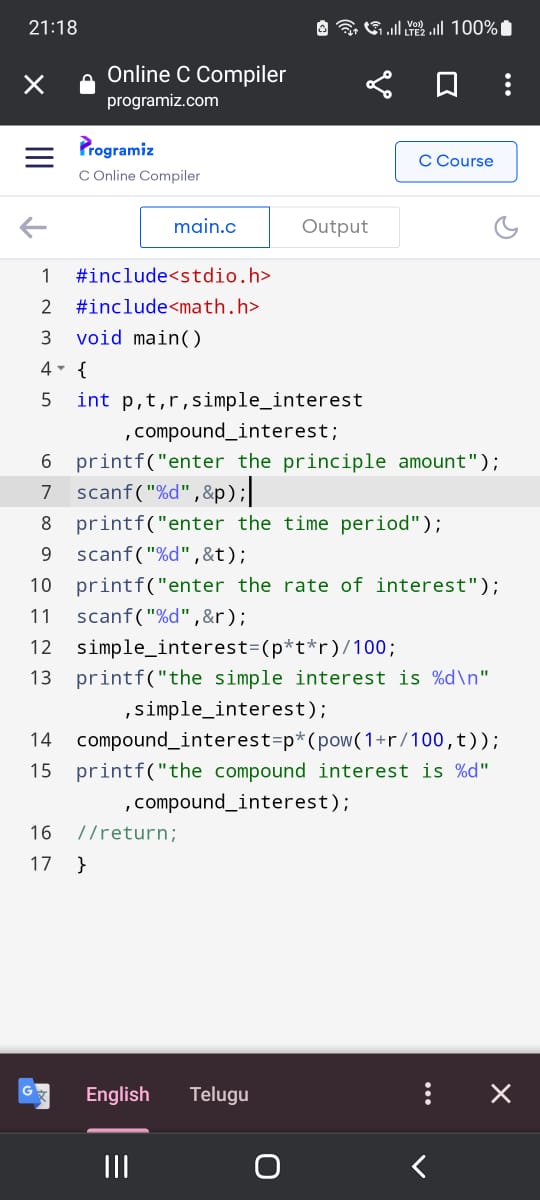 21:18
Vo)) LTE2 100%
Online C Compiler
programiz.com
Programiz
C Online Compiler
C Course
main.c Output
1 #include<stdio.h>
2 #include<math.h>
3 void main()
4 {
5 int p,t,r,simple_interest
,compound_interest;
6 printf("enter the principle amount");
7 scanf("%d",&p);
8 printf("enter the time period");
9 scanf("%d",&t);
10 printf("enter the rate of interest");
11 scanf("%d",&r);
12 simple_interest=(p*t*r)/100;
13 printf("the simple interest is %d\n"
,simple_interest);
14 compound_interest=p*(pow(1+r/100,t));
15 printf("the compound interest is %d"
,compound_interest);
16 //return;
17 }
G 文 English Telugu